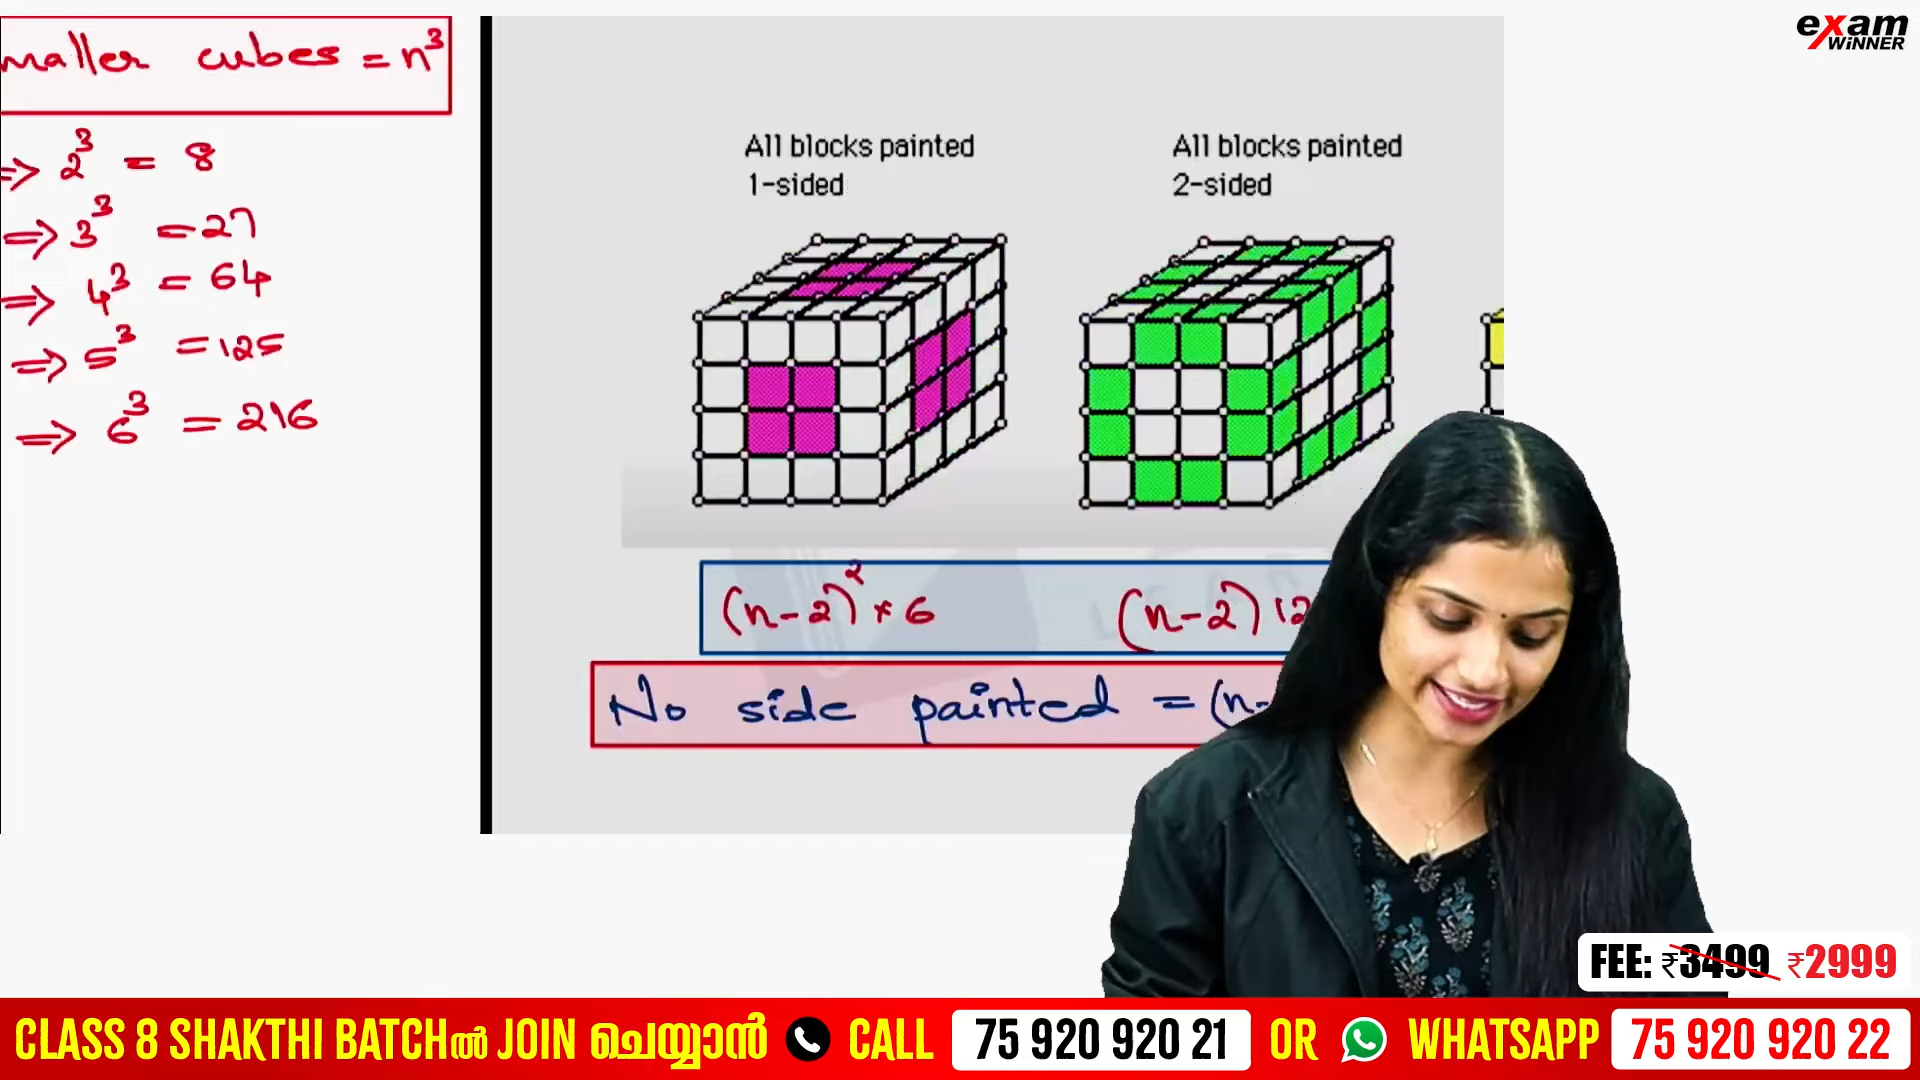 exam
WiNNER
maller cubes = n³
⇒ 2³ = 8
⇒ 3³ = 27
⇒ 4³ = 64
⇒ 5³ = 125
⇒ 6³ = 216
All blocks painted
1-sided
All blocks painted
2-sided
(n-2)² × 6
(n-2) 12
No side painted = (n-
FEE: ₹3499 ₹2999
CLASS 8 SHAKTHI BATCHൽ JOIN ചെയ്യാൻ CALL 75 920 920 21 OR WHATSAPP 75 920 920 22